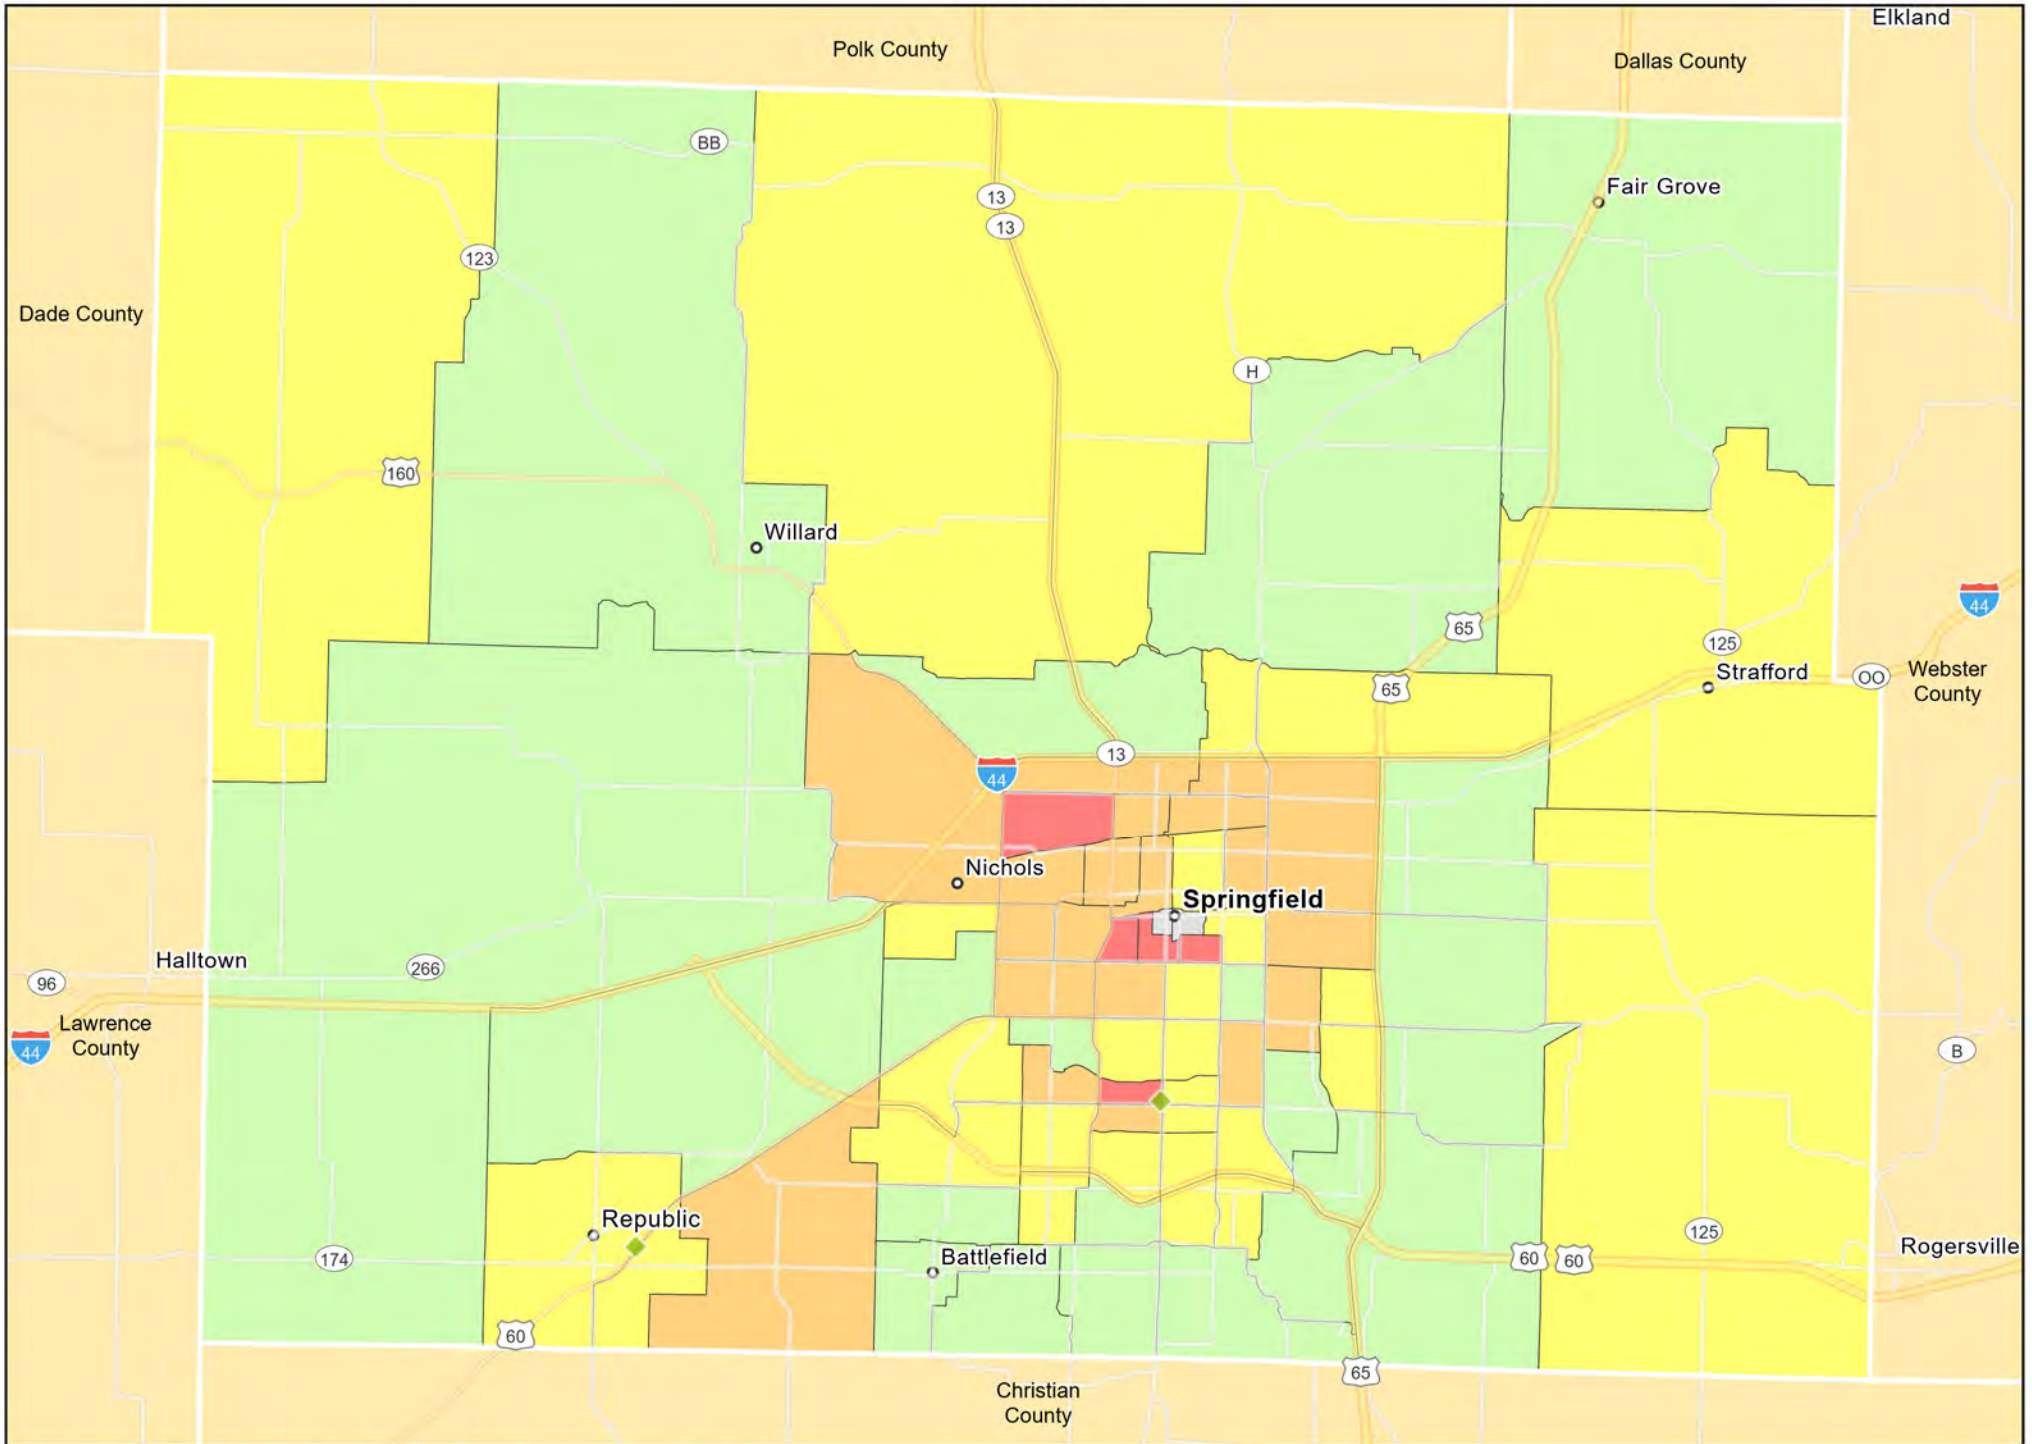 Elkland
Polk County
Dallas County
BB
Fair Grove
13
13
123
Dade County
H
160
Willard
44
65
125
Strafford
OO
Webster
County
65
13
44
Nichols
Springfield
Halltown
266
96
Lawrence
County
44
B
Republic
125
174
Battlefield
60
60
Rogersville
60
65
Christian
County